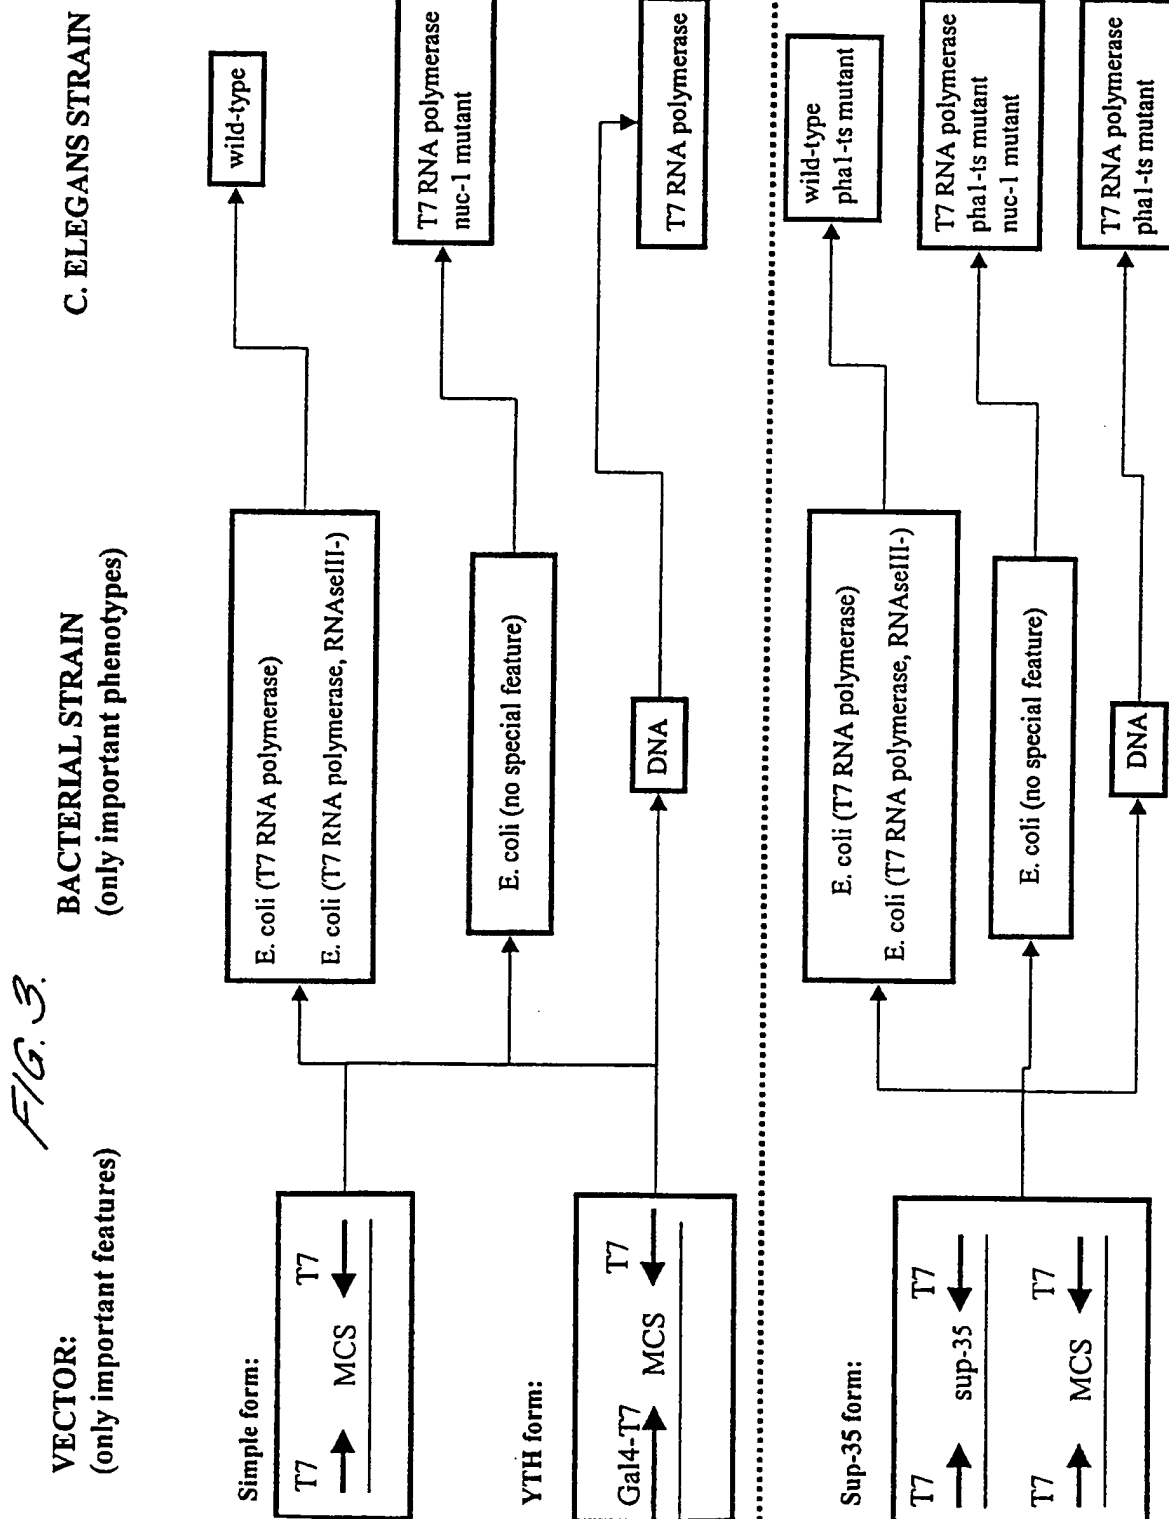 FIG. 3.
VECTOR:
(only important features)
BACTERIAL STRAIN
(only important phenotypes)
C. ELEGANS STRAIN
Simple form:
T7 T7
MCS
E. coli (T7 RNA polymerase)
E. coli (T7 RNA polymerase, RNAseIII-)
wild-type
E. coli (no special feature)
T7 RNA polymerase
nuc-1 mutant
YTH form:
Gal4-T7 T7
MCS
DNA
T7 RNA polymerase
Sup-35 form:
T7 T7
sup-35
T7 T7
MCS
E. coli (T7 RNA polymerase)
E. coli (T7 RNA polymerase, RNAseIII-)
wild-type
pha1-ts mutant
E. coli (no special feature)
T7 RNA polymerase
pha1-ts mutant
nuc-1 mutant
DNA
T7 RNA polymerase
pha1-ts mutant